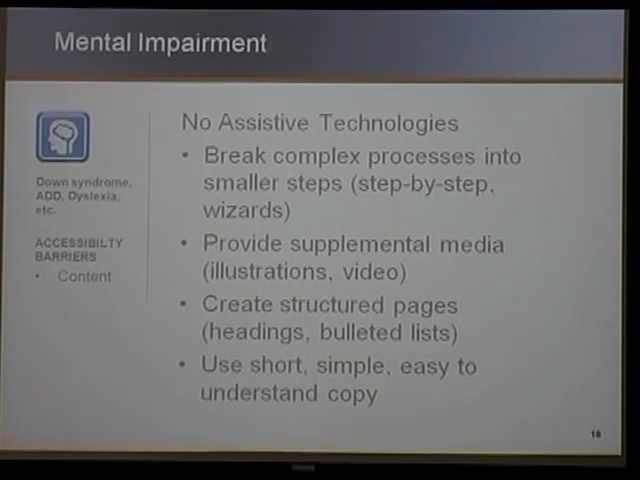 Mental Impairment
Down syndrome,
ADD, Dyslexia,
etc.
ACCESSIBILTY
BARRIERS
• Content
No Assistive Technologies
• Break complex processes into
smaller steps (step-by-step,
wizards)
• Provide supplemental media
(illustrations, video)
• Create structured pages
(headings, bulleted lists)
• Use short, simple, easy to
understand copy
18